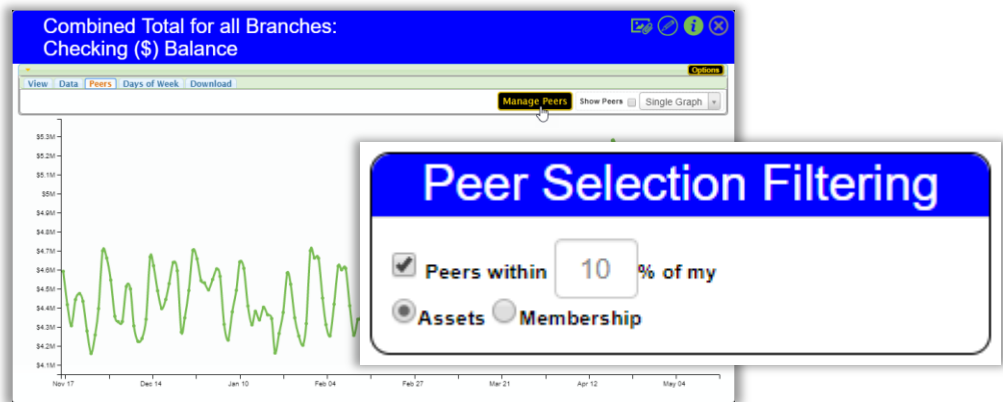 Combined Total for all Branches:
Checking ($) Balance
Options
View Data Peers Days of Week Download
Manage Peers Show Peers Single Graph
$5.3M
$5.2M
$5.1M
$5M
$4.9M
$4.8M
$4.7M
$4.6M
$4.5M
$4.4M
$4.3M
$4.2M
$4.1M
Nov 17 Dec 14 Jan 10 Feb 04 Feb 27 Mar 21 Apr 12 May 04
Peer Selection Filtering
Peers within 10 % of my
Assets Membership